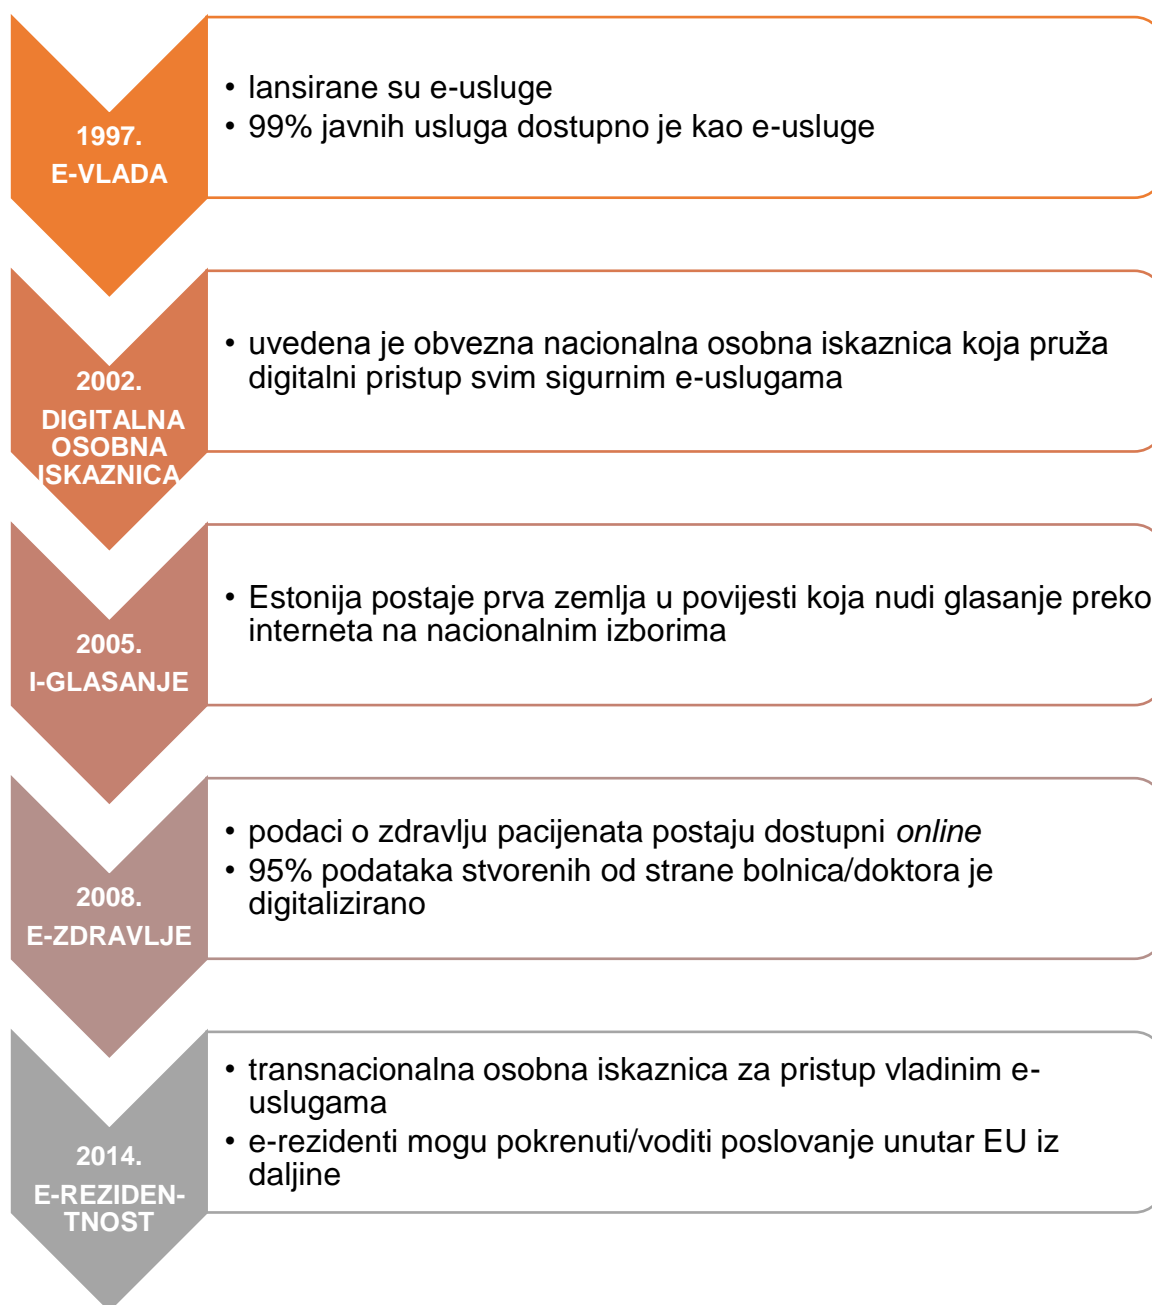 1997.
E-VLADA
• lansirane su e-usluge
• 99% javnih usluga dostupno je kao e-usluge
2002.
DIGITALNA
OSOBNA
ISKAZNICA
• uvedena je obvezna nacionalna osobna iskaznica koja pruža
digitalni pristup svim sigurnim e-uslugama
2005.
I-GLASANJE
• Estonija postaje prva zemlja u povijesti koja nudi glasanje preko
interneta na nacionalnim izborima
2008.
E-ZDRAVLJE
• podaci o zdravlju pacijenata postaju dostupni online
• 95% podataka stvorenih od strane bolnica/doktora je
digitalizirano
2014.
E-REZIDEN-
TNOST
• transnacionalna osobna iskaznica za pristup vladinim e-
uslugama
• e-rezidenti mogu pokrenuti/voditi poslovanje unutar EU iz
daljine